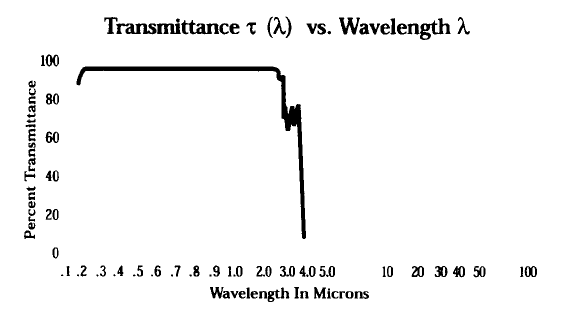 Transmittance τ (λ) vs. Wavelength λ
100
80
60
40
20
0
Percent Transmittance
.1 .2 .3 .4 .5 .6 .7 .8 .9 1.0 2.0 3.0 4.0 5.0 10 20 30 40 50 100
Wavelength In Microns